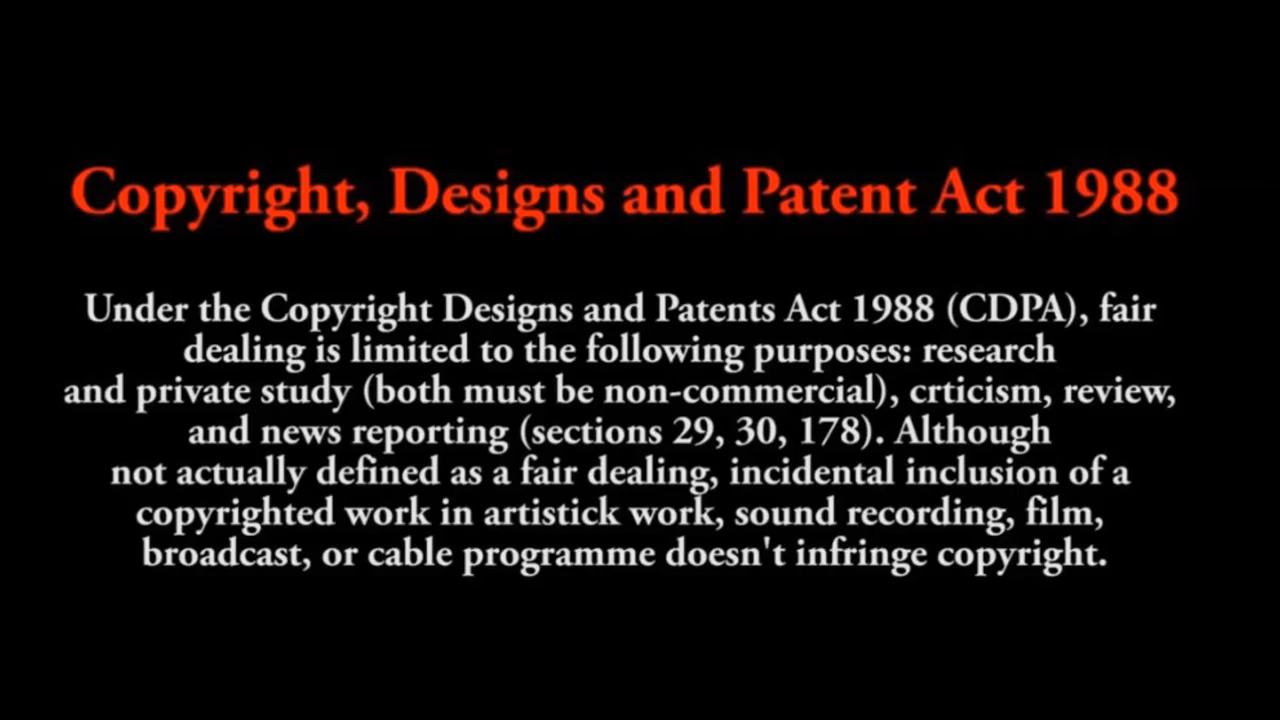 Copyright, Designs and Patent Act 1988
Under the Copyright Designs and Patents Act 1988 (CDPA), fair
dealing is limited to the following purposes: research
and private study (both must be non-commercial), crticism, review,
and news reporting (sections 29, 30, 178). Although
not actually defined as a fair dealing, incidental inclusion of a
copyrighted work in artistick work, sound recording, film,
broadcast, or cable programme doesn't infringe copyright.